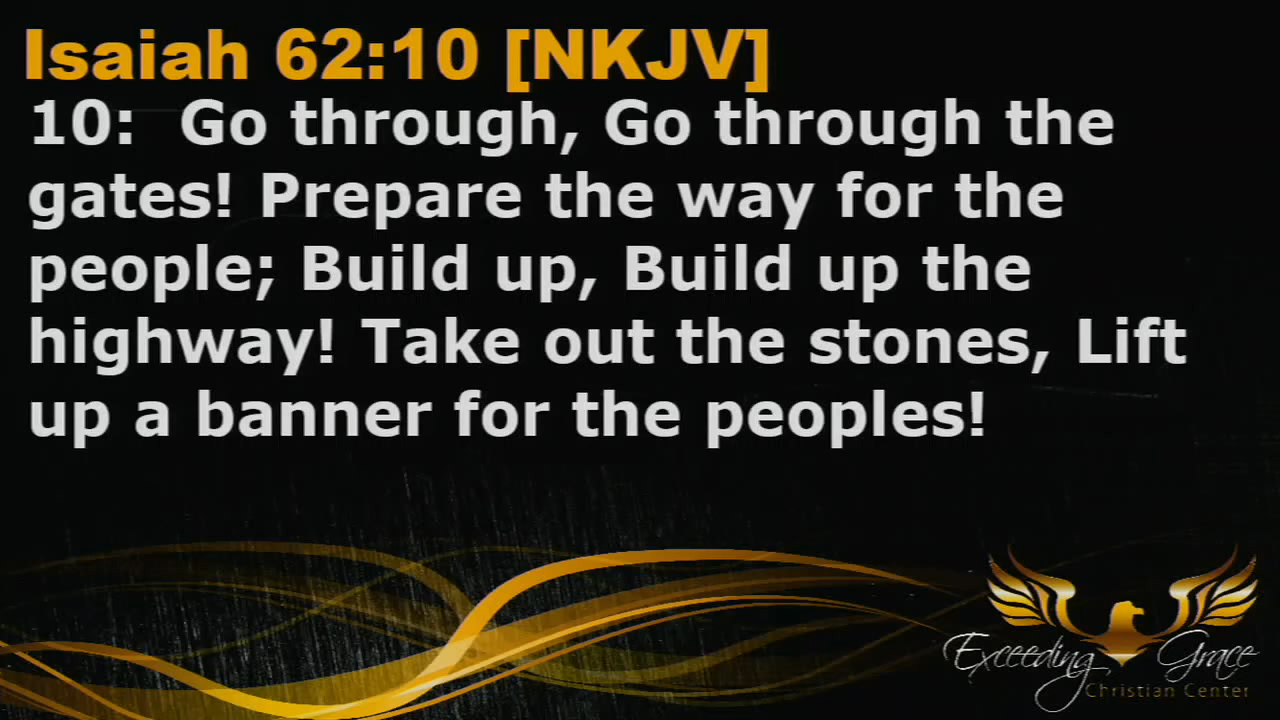 Isaiah 62:10 [NKJV]
10: Go through, Go through the
gates! Prepare the way for the
people; Build up, Build up the
highway! Take out the stones, Lift
up a banner for the peoples!
Exceeding Grace
Christian Center